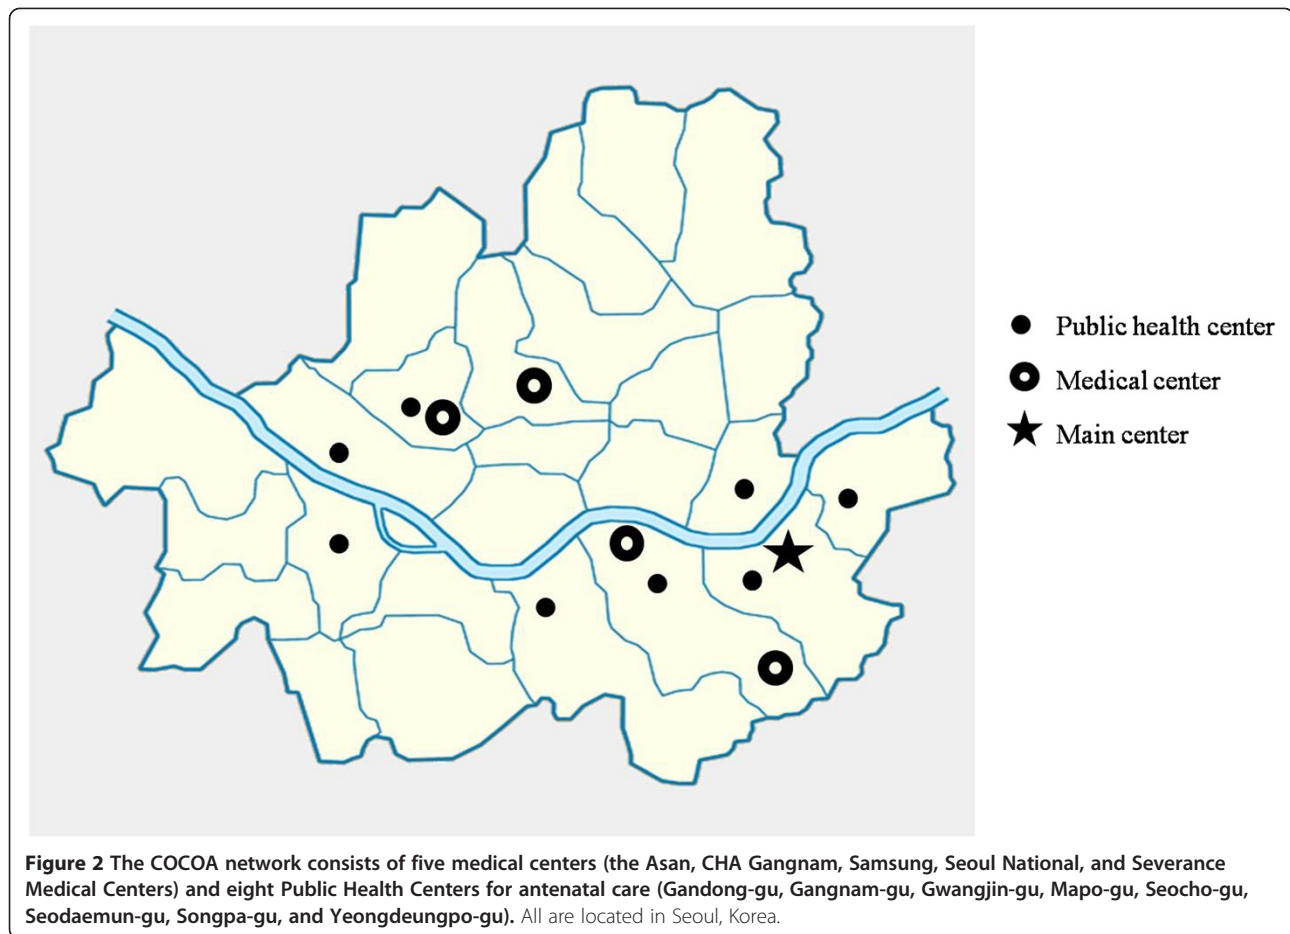 Public health center
Medical center
Main center
Figure 2 The COCOA network consists of five medical centers (the Asan, CHA Gangnam, Samsung, Seoul National, and Severance
Medical Centers) and eight Public Health Centers for antenatal care (Gandong-gu, Gangnam-gu, Gwangjin-gu, Mapo-gu, Seocho-gu,
Seodaemun-gu, Songpa-gu, and Yeongdeungpo-gu). All are located in Seoul, Korea.